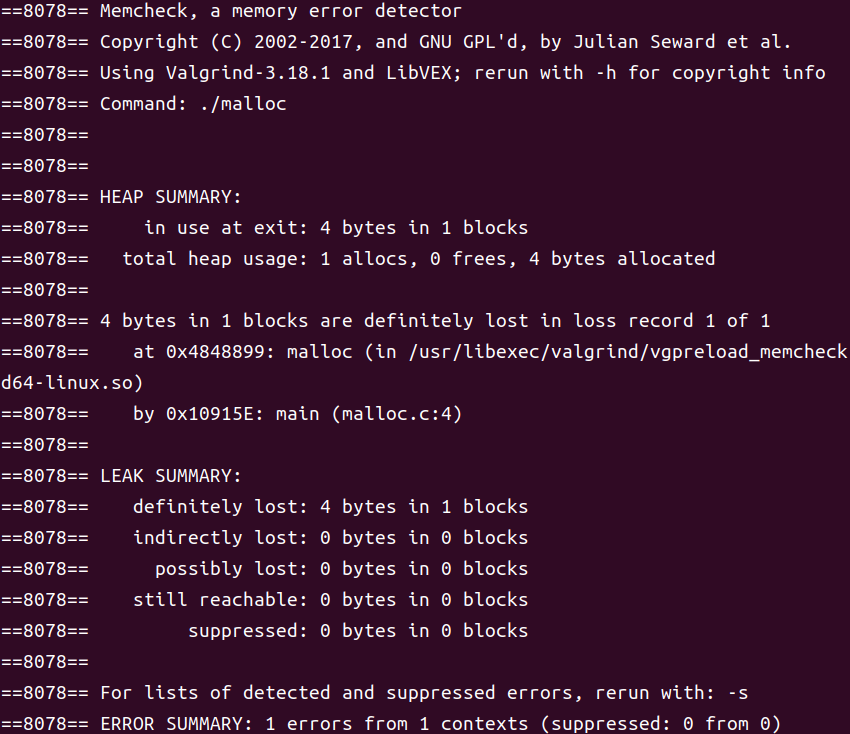 ==8078== Memcheck, a memory error detector
==8078== Copyright (C) 2002-2017, and GNU GPL'd, by Julian Seward et al.
==8078== Using Valgrind-3.18.1 and LibVEX; rerun with -h for copyright info
==8078== Command: ./malloc
==8078==
==8078==
==8078== HEAP SUMMARY:
==8078==     in use at exit: 4 bytes in 1 blocks
==8078==   total heap usage: 1 allocs, 0 frees, 4 bytes allocated
==8078==
==8078== 4 bytes in 1 blocks are definitely lost in loss record 1 of 1
==8078==    at 0x4848899: malloc (in /usr/libexec/valgrind/vgpreload_memcheck
d64-linux.so)
==8078==    by 0x10915E: main (malloc.c:4)
==8078==
==8078== LEAK SUMMARY:
==8078==    definitely lost: 4 bytes in 1 blocks
==8078==    indirectly lost: 0 bytes in 0 blocks
==8078==      possibly lost: 0 bytes in 0 blocks
==8078==    still reachable: 0 bytes in 0 blocks
==8078==         suppressed: 0 bytes in 0 blocks
==8078==
==8078== For lists of detected and suppressed errors, rerun with: -s
==8078== ERROR SUMMARY: 1 errors from 1 contexts (suppressed: 0 from 0)